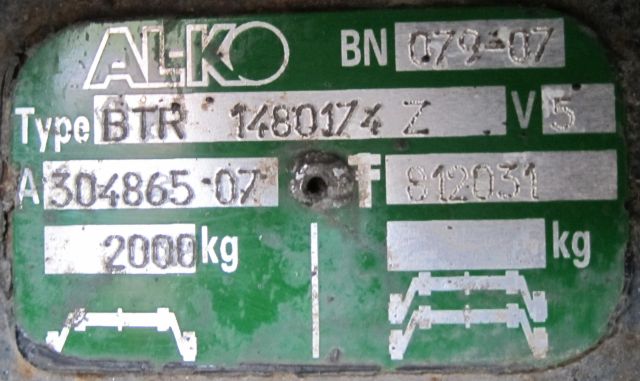 AL-KO BN 079-07
Type BTR 1480174 Z V 5
A 304865 07 F 812031
2000 kg kg